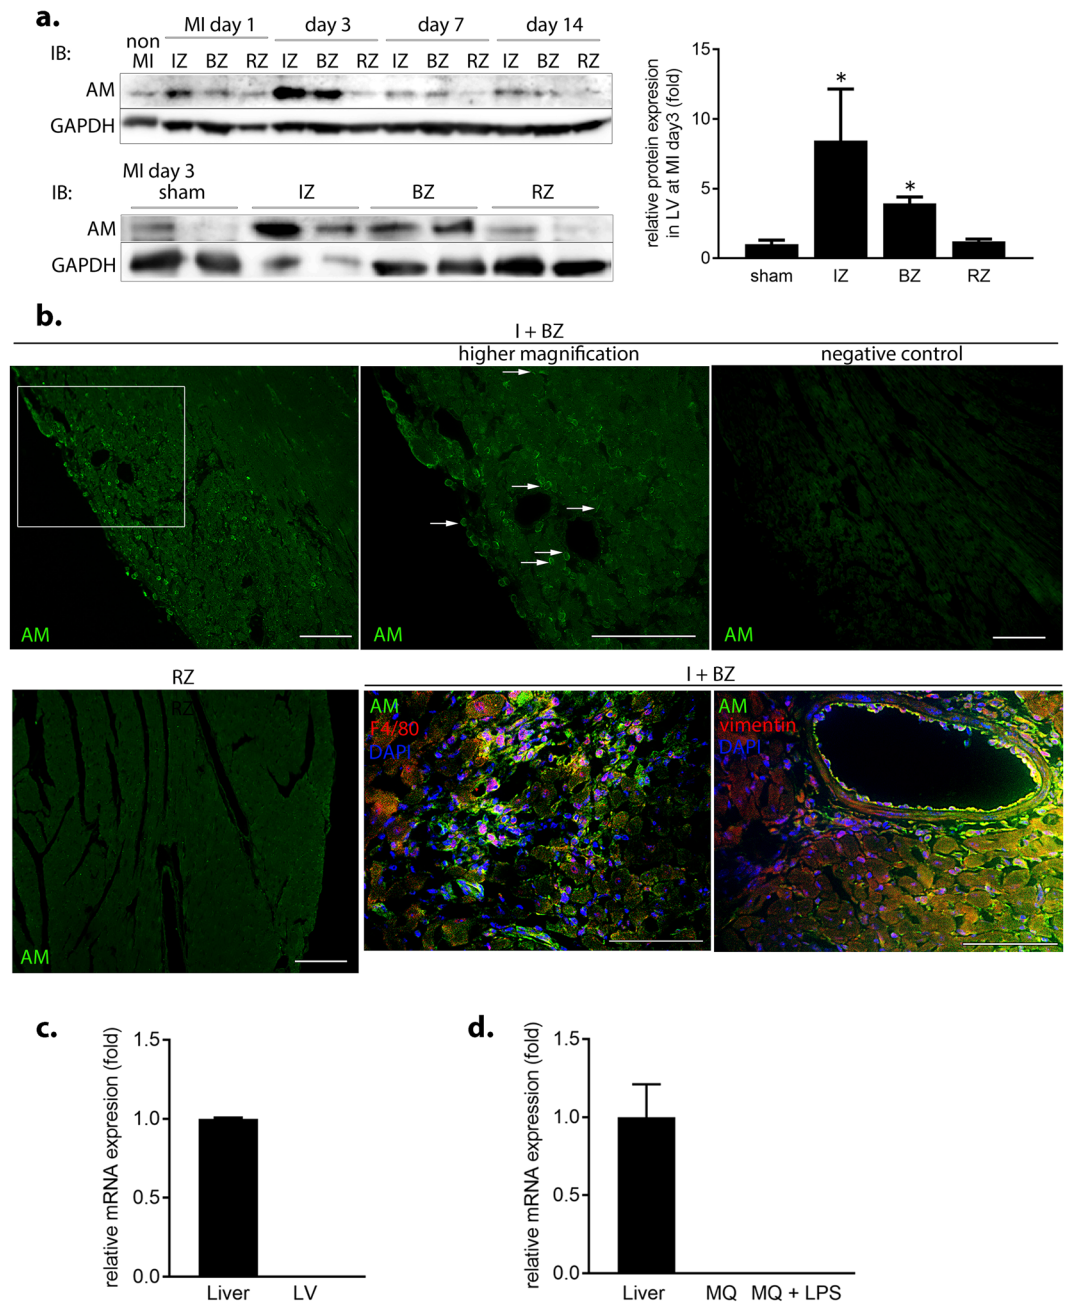 a.
MI day 1 day 3 day 7 day 14
non
MI
IB: IZ BZ RZ IZ BZ RZ IZ BZ RZ IZ BZ RZ
AM
GAPDH
MI day 3
IB: sham IZ BZ RZ
AM
GAPDH
relative protein expresion
in LV at MI day3 (fold)
15
10
5
0
* *
sham IZ BZ RZ
b.
I + BZ
higher magnification negative control
AM AM AM
RZ
RZ
AM
I + BZ
AM
F4/80
DAPI
AM
vimentin
DAPI
c.
relative mRNA expression (fold)
1.5
1.0
0.5
0.0
Liver LV
d.
relative mRNA expression (fold)
1.5
1.0
0.5
0.0
Liver MQ MQ + LPS